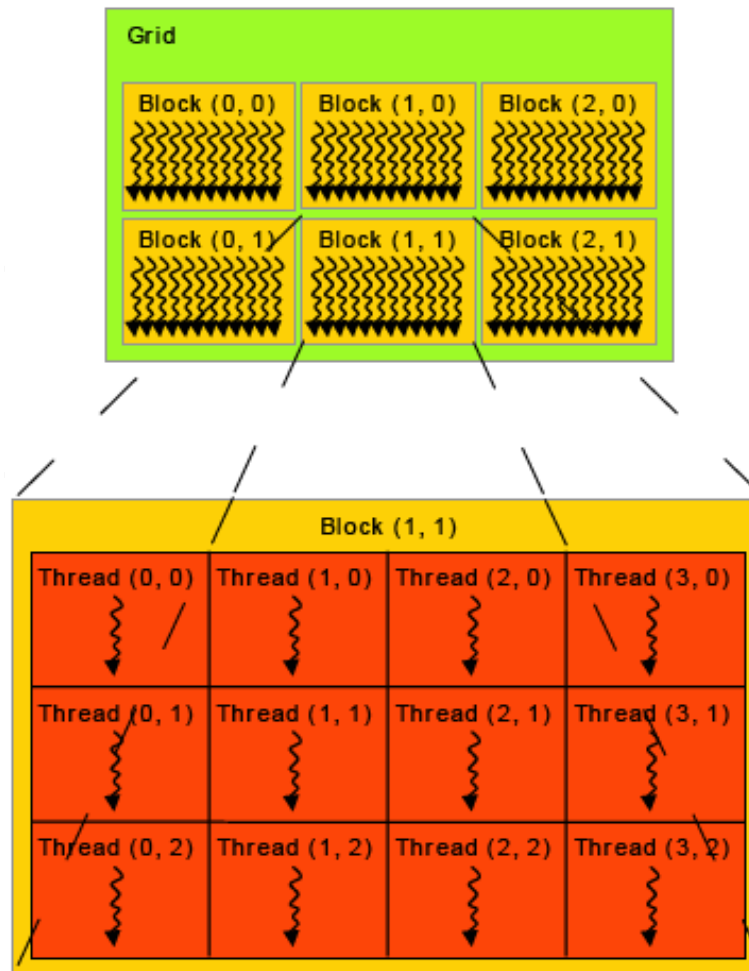 Grid
Block (0, 0) Block (1, 0) Block (2, 0)
Block (0, 1) Block (1, 1) Block (2, 1)
Block (1, 1)
Thread (0, 0) Thread (1, 0) Thread (2, 0) Thread (3, 0)
Thread (0, 1) Thread (1, 1) Thread (2, 1) Thread (3, 1)
Thread (0, 2) Thread (1, 2) Thread (2, 2) Thread (3, 2)